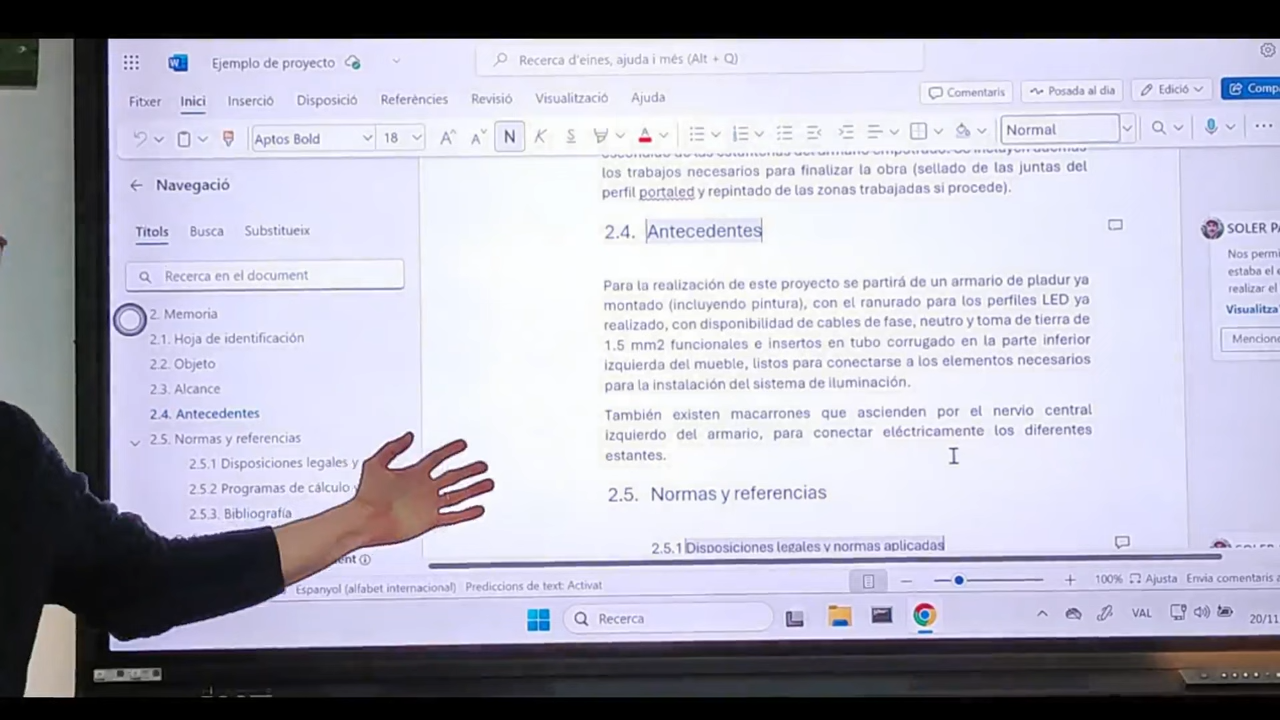 Ejemplo de proyecto
Recerca d'eines, ajuda i més (Alt + Q)
Fitxer Inici Inserció Disposició Referències Revisió Visualització Ajuda
Comentaris Posada al dia Edició Comp
Aptos Bold 18 N K S A Normal
Navegació
Títols Busca Substitueix
Recerca en el document
2. Memoria
2.1. Hoja de identificación
2.2. Objeto
2.3. Alcance
2.4. Antecedentes
2.5. Normas y referencias
2.5.1 Disposiciones legales y
2.5.2 Programas de cálculo
2.5.3. Bibliografía
los trabajos necesarios para finalizar la obra (sellado de las juntas del
perfil portaled y repintado de las zonas trabajadas si procede).
2.4. Antecedentes
Para la realización de este proyecto se partirá de un armario de pladur ya
montado (incluyendo pintura), con el ranurado para los perfiles LED ya
realizado, con disponibilidad de cables de fase, neutro y toma de tierra de
1.5 mm2 funcionales e insertos en tubo corrugado en la parte inferior
izquierda del mueble, listos para conectarse a los elementos necesarios
para la instalación del sistema de iluminación.
También existen macarrones que ascienden por el nervio central
izquierdo del armario, para conectar eléctricamente los diferentes
estantes.
2.5. Normas y referencias
2.5.1 Disposiciones legales y normas aplicadas
SOLER PA
Nos permi
estaba el
realizar el
Visualitza
Mencione
Espanyol (alfabet internacional) Prediccions de text: Activat
100% Ajusta Envia comentaris a
Recerca
VAL
20/11